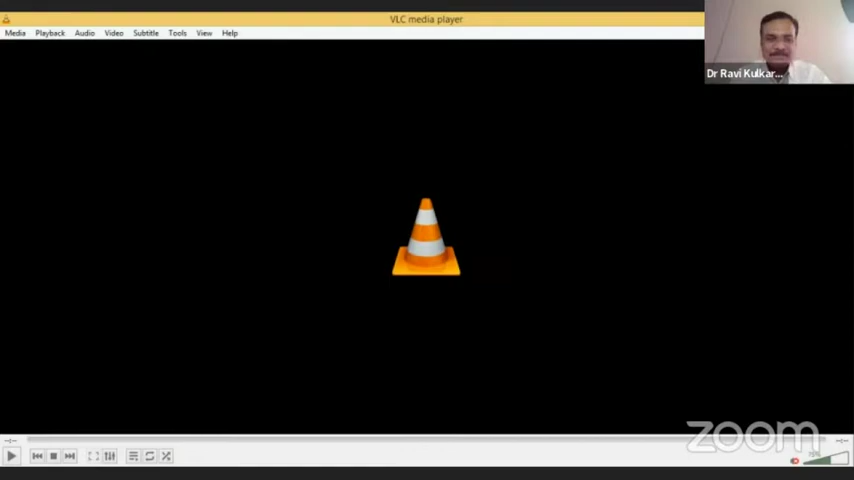 VLC media player
Media Playback Audio Video Subtitle Tools View Help
Dr Ravi Kulkar...
zoom